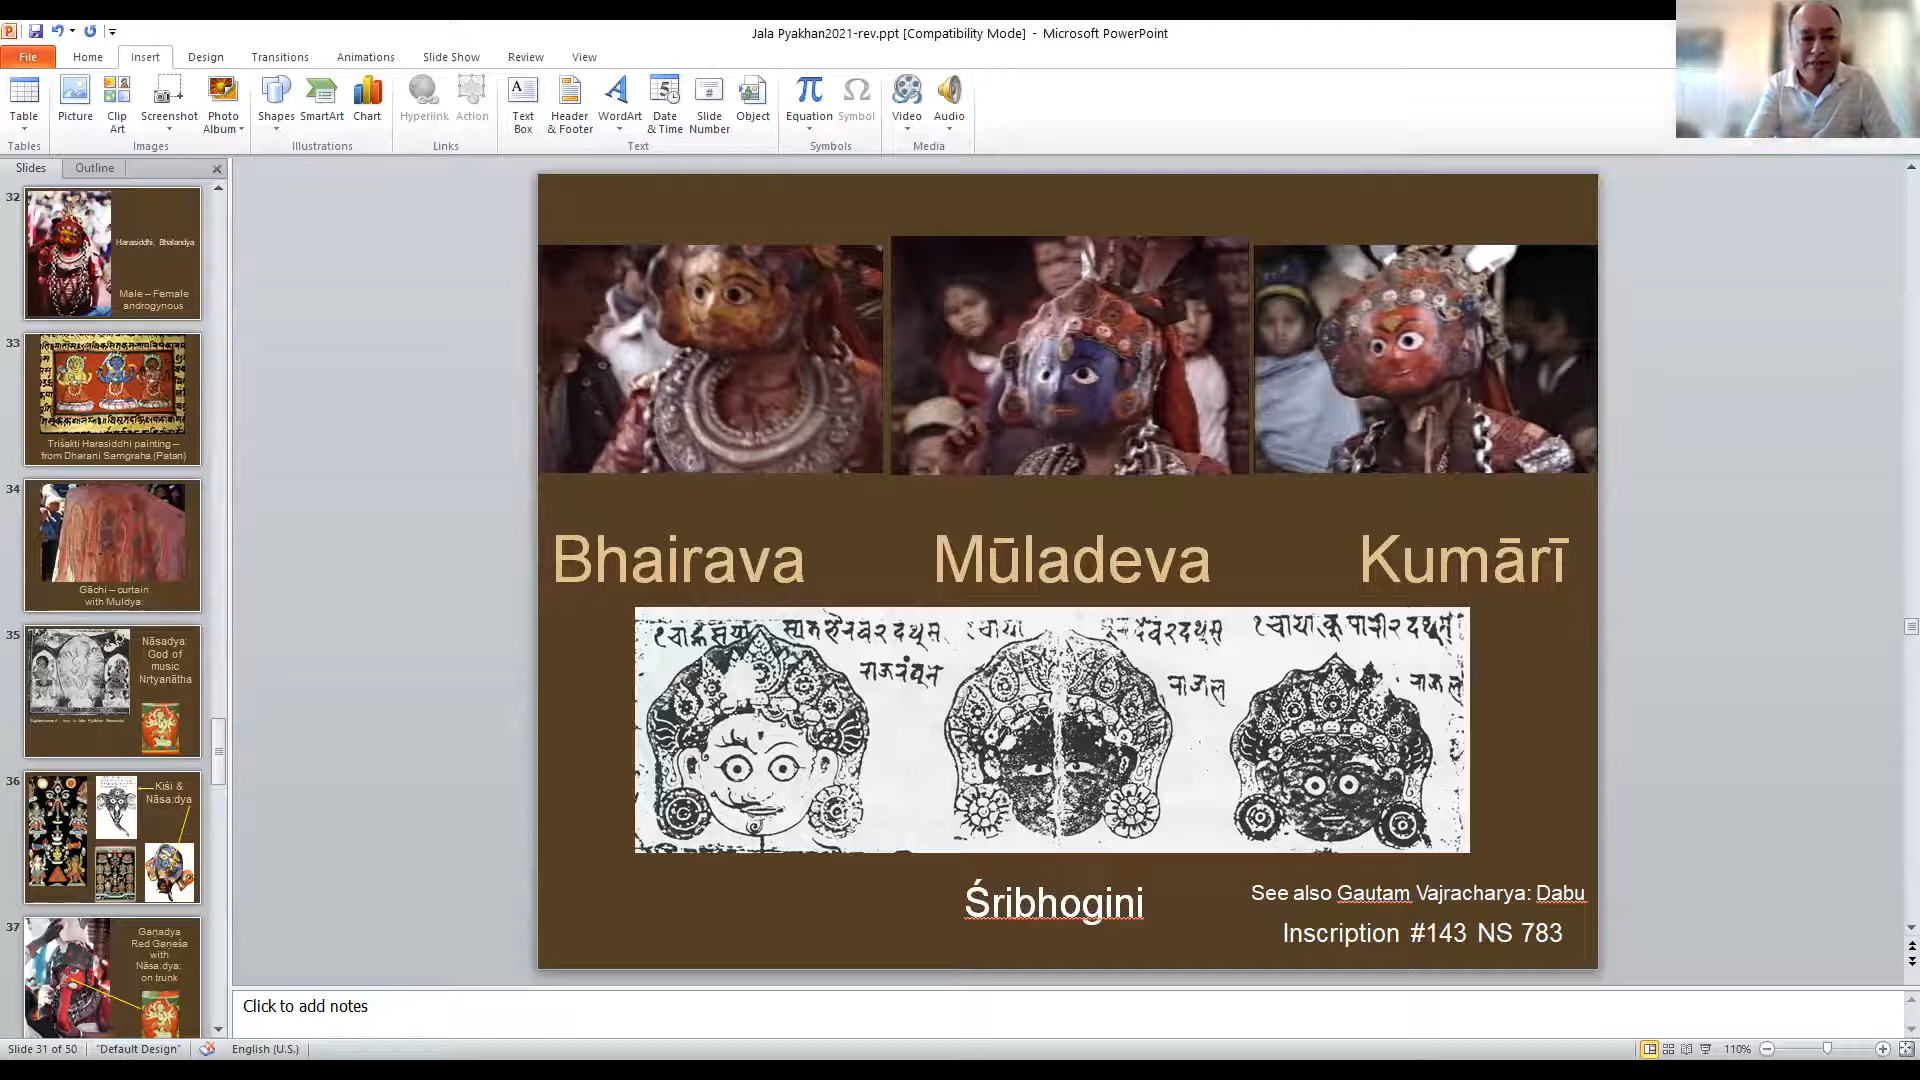 Jala Pyakhan2021-rev.ppt [Compatibility Mode] - Microsoft PowerPoint
File Home Insert Design Transitions Animations Slide Show Review View
Table
Picture
Clip
Art
Screenshot
Photo
Album
Shapes
SmartArt
Chart
Hyperlink
Action
Text
Box
Header
& Footer
WordArt
Date
& Time
Slide
Number
Object
Equation
Symbol
Video
Audio
Tables Images Illustrations Links Text Symbols Media
Slides Outline
32
Harasiddhi, Bhalandya
Male – Female
androgynous
33
Triśakti Harasiddhi painting –
from Dharani Samgraha (Patan)
34
Gāchi – curtain
with Muldya:
35
Nāsadya:
God of
music
Nrtyanātha
36
Kiśi &
Nāsa:dya
37
Gaṇadya
Red Gaṇeśa
with
Nāsa:dya:
on trunk
Bhairava Mūladeva Kumārī
Śribhogini
See also Gautam Vajracharya: Dabu
Inscription #143 NS 783
Click to add notes
Slide 31 of 50 "Default Design" English (U.S.) 110%